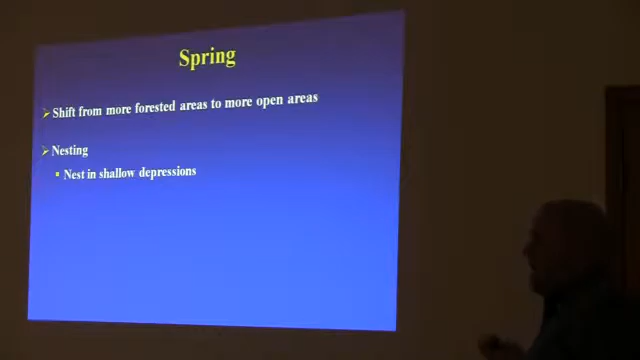 Spring
Shift from more forested areas to more open areas
Nesting
Nest in shallow depressions